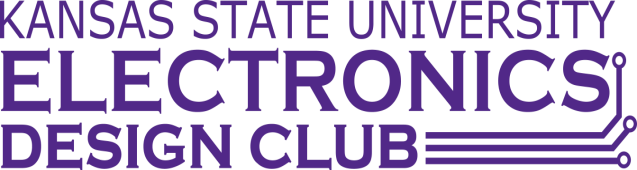 KANSAS STATE UNIVERSITY
ELECTRONICS
DESIGN CLUB